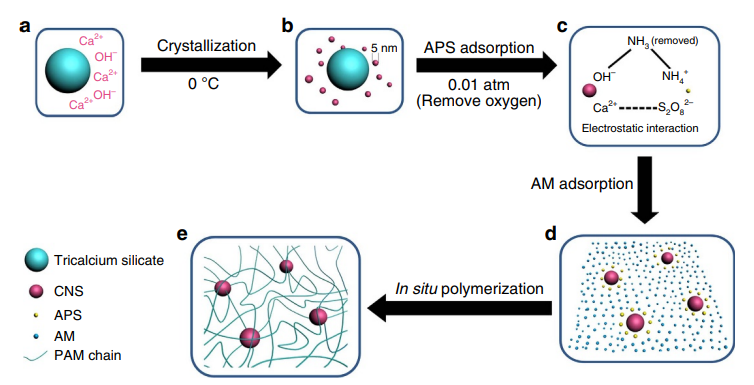 a
Ca²⁺
OH⁻
Ca²⁺
OH⁻
Ca²⁺
Crystallization
0 °C
b
5 nm
APS adsorption
0.01 atm
(Remove oxygen)
c
NH₃ (removed)
OH⁻
NH₄⁺
Ca²⁺
S₂O₈²⁻
Electrostatic interaction
AM adsorption
d
In situ polymerization
e
Tricalcium silicate
CNS
APS
AM
PAM chain